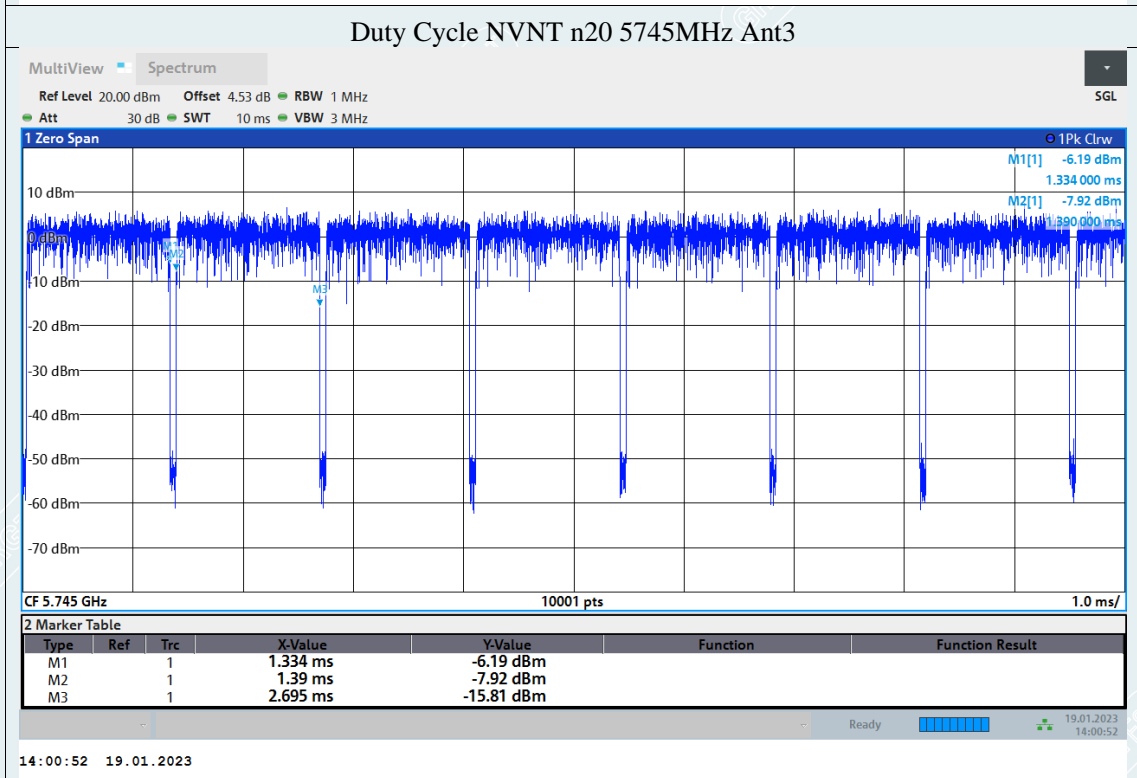 Duty Cycle NVNT n20 5745MHz Ant3
MultiView Spectrum
Ref Level 20.00 dBm Offset 4.53 dB RBW 1 MHz SGL
Att 30 dB SWT 10 ms VBW 3 MHz
1 Zero Span 1Pk Clrw
M1[1] -6.19 dBm
1.334 000 ms
10 dBm
M2[1] -7.92 dBm
1.390 000 ms
0 dBm
M1
M2
-10 dBm
M3
-20 dBm
-30 dBm
-40 dBm
-50 dBm
-60 dBm
-70 dBm
CF 5.745 GHz 10001 pts 1.0 ms/
2 Marker Table
Type Ref Trc X-Value Y-Value Function Function Result
M1 1 1.334 ms -6.19 dBm
M2 1 1.39 ms -7.92 dBm
M3 1 2.695 ms -15.81 dBm
Ready 19.01.2023
14:00:52
14:00:52 19.01.2023